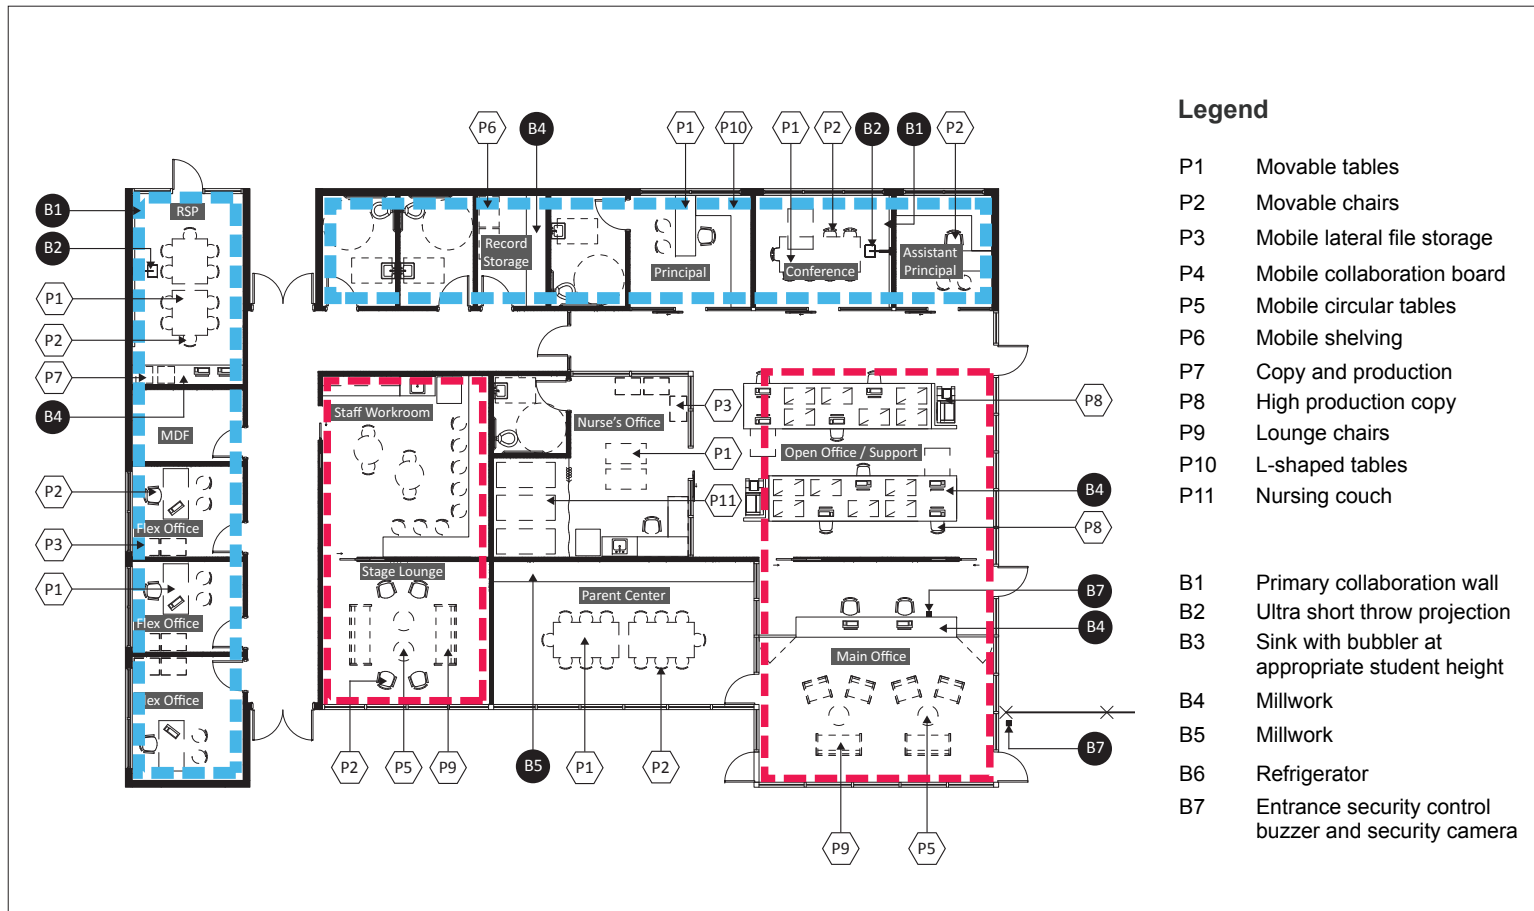 P6
B4
P1
P10
P1
P2
B2
B1
P2
B1
B2
P1
P2
P7
B4
P2
P3
P1
RSP
Record
Storage
Principal
Conference
Assistant
Principal
MDF
Staff Workroom
Nurse's Office
Open Office / Support
P3
P1
P11
P8
B4
P8
Flex Office
Flex Office
Flex Office
Stage Lounge
Parent Center
Main Office
B7
B4
B7
P2
P5
P9
B5
P1
P2
P9
P5
Legend
P1 Movable tables
P2 Movable chairs
P3 Mobile lateral file storage
P4 Mobile collaboration board
P5 Mobile circular tables
P6 Mobile shelving
P7 Copy and production
P8 High production copy
P9 Lounge chairs
P10 L-shaped tables
P11 Nursing couch
B1 Primary collaboration wall
B2 Ultra short throw projection
B3 Sink with bubbler at
appropriate student height
B4 Millwork
B5 Millwork
B6 Refrigerator
B7 Entrance security control
buzzer and security camera